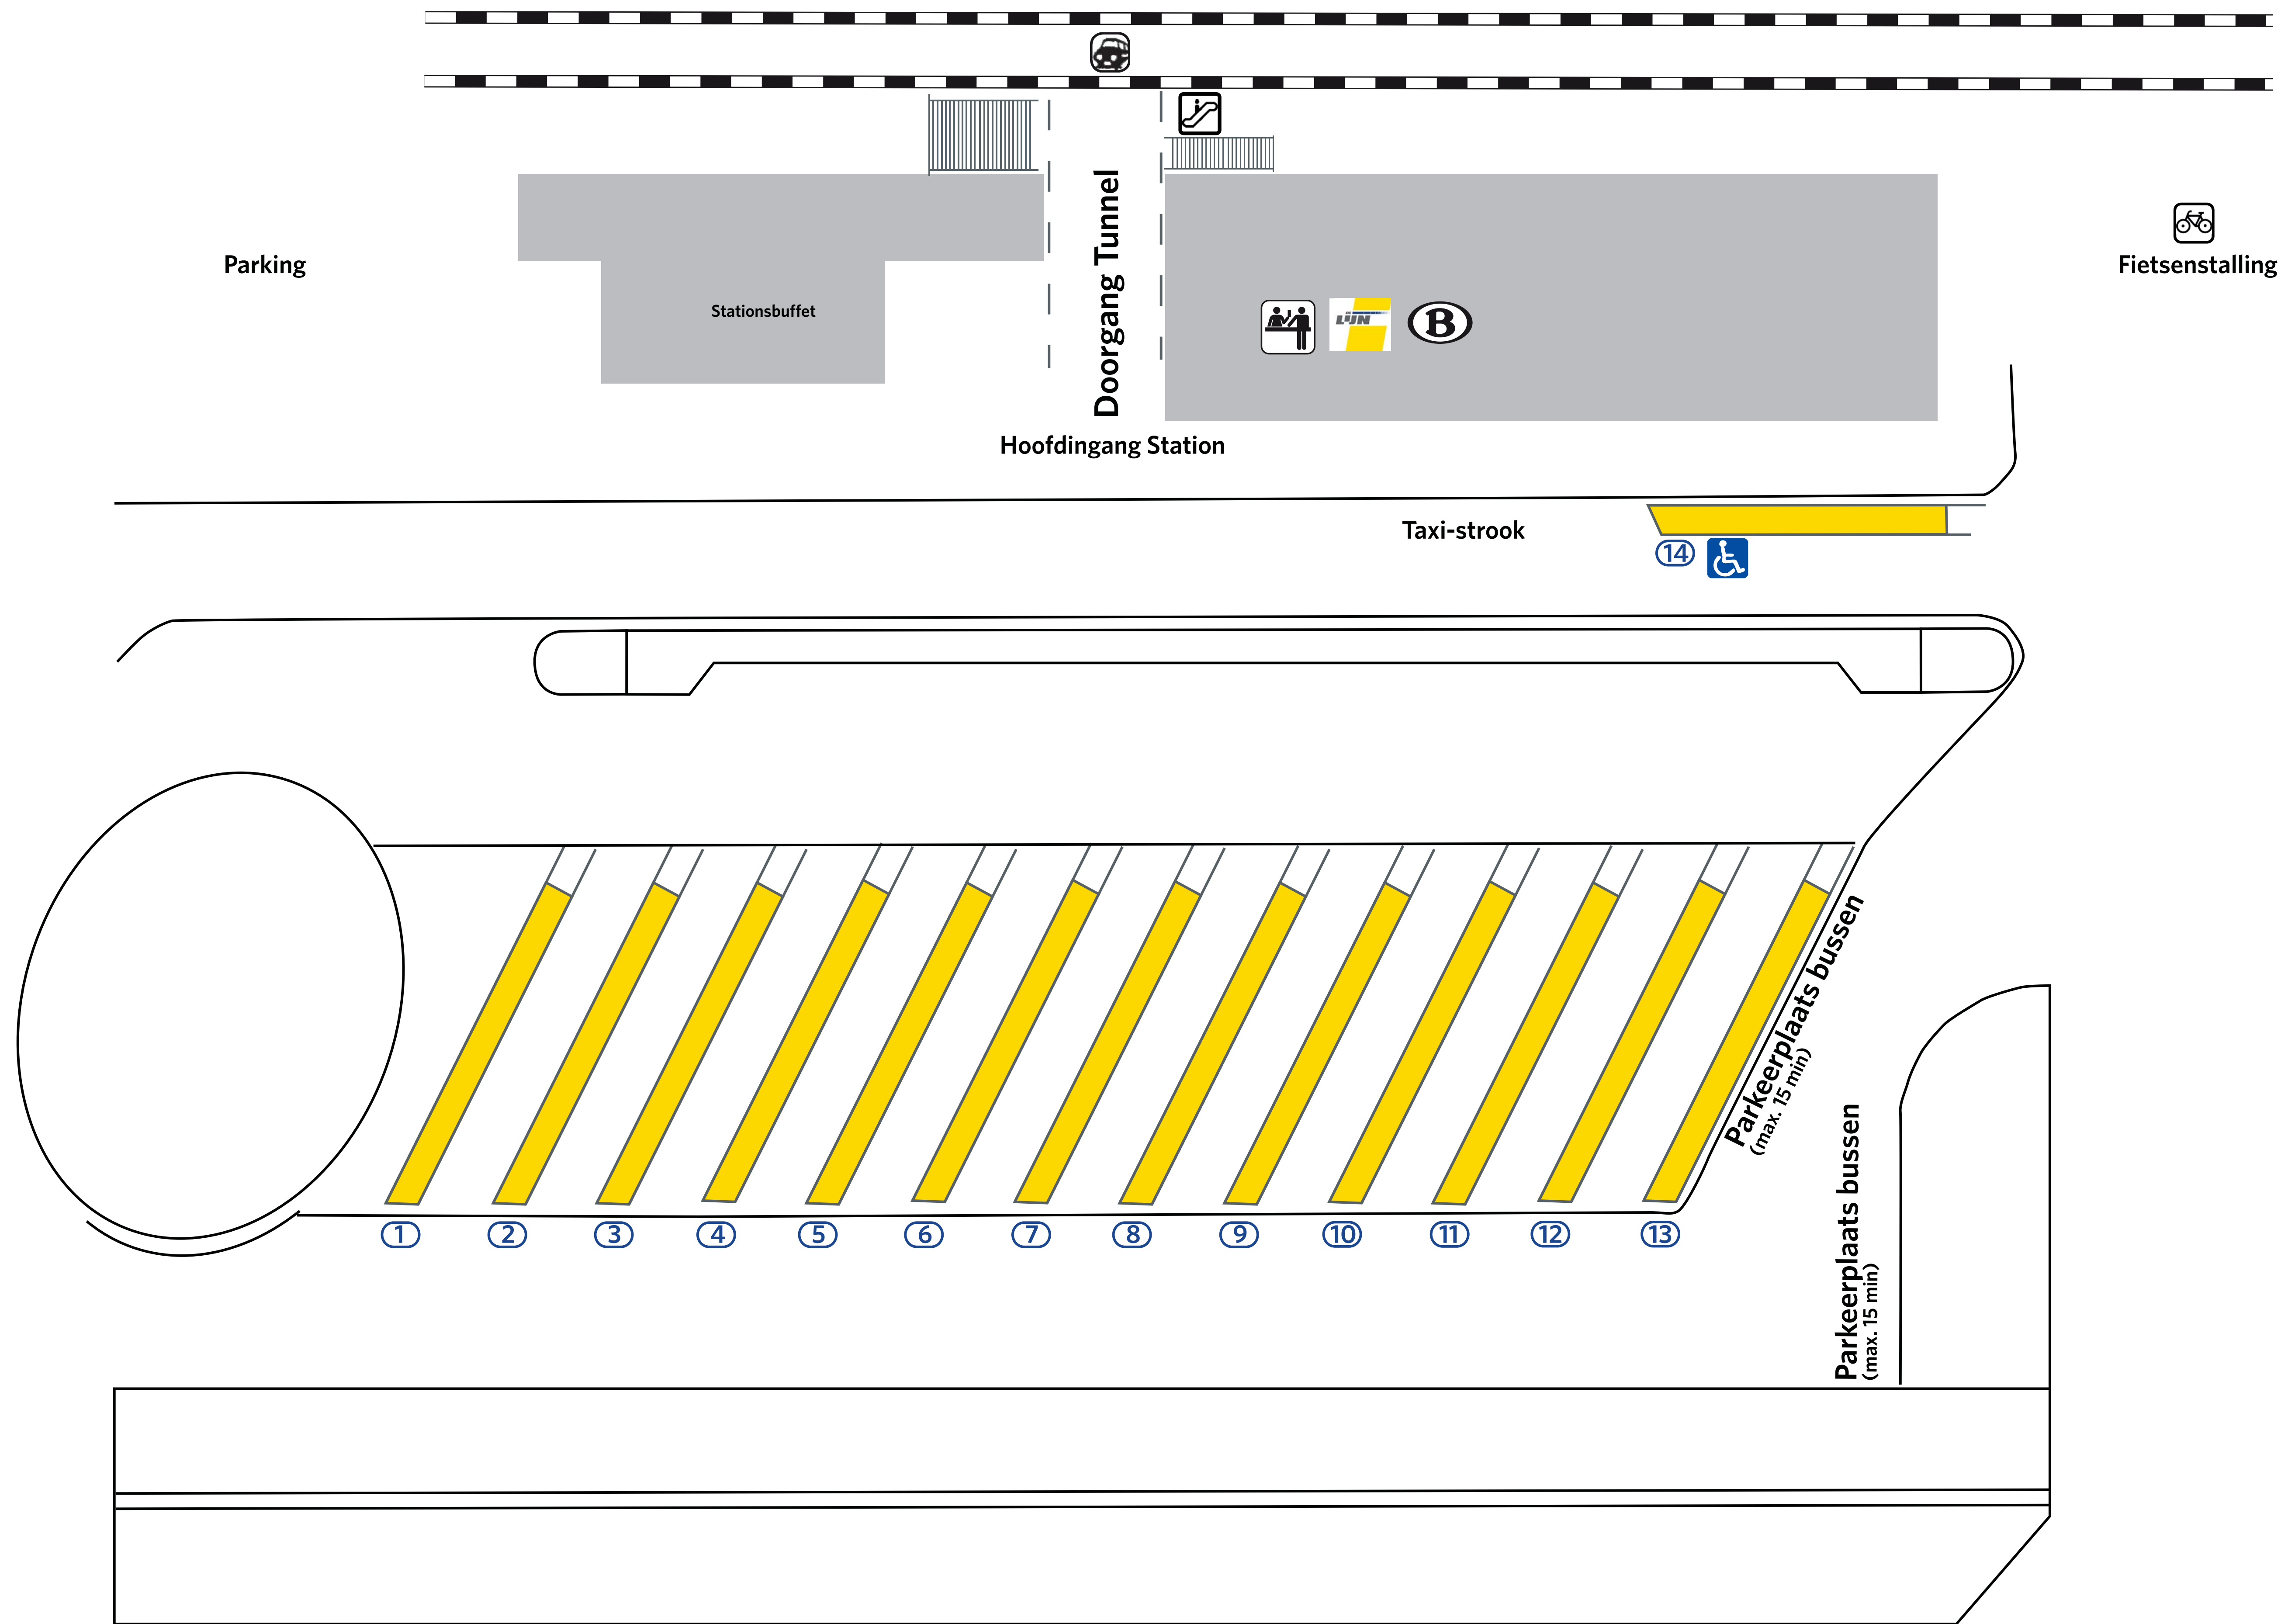 Doorgang Tunnel
Parking
Fietsenstalling
Stationsbuffet
LIJN
B
Hoofdingang Station
Taxi-strook
14
Parkeerplaats bussen
(max. 15 min)
Parkeerplaats bussen
(max. 15 min)
1 2 3 4 5 6 7 8 9 10 11 12 13